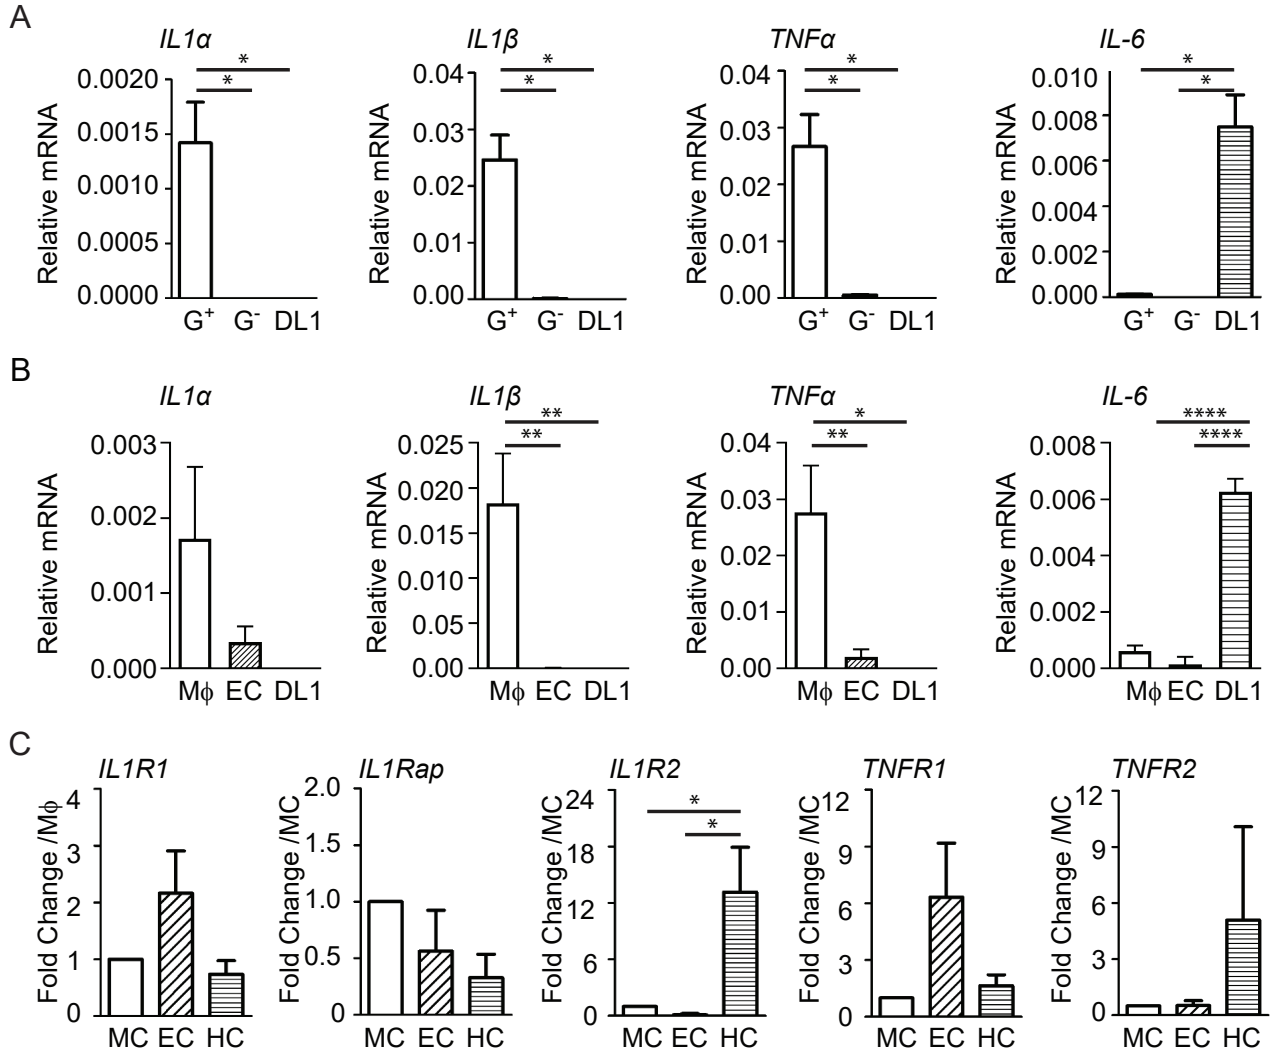 A
IL1α
IL1β
TNFα
IL-6
* * * * * * * *
Relative mRNA
0.0020
0.0015
0.0010
0.0005
0.0000
G+ G- DL1
Relative mRNA
0.04
0.03
0.02
0.01
0.00
G+ G- DL1
Relative mRNA
0.04
0.03
0.02
0.01
0.00
G+ G- DL1
Relative mRNA
0.010
0.008
0.006
0.004
0.002
0.000
G+ G- DL1
B
IL1α
IL1β
TNFα
IL-6
Relative mRNA
0.003
0.002
0.001
0.000
Mϕ EC DL1
**
**
Relative mRNA
0.025
0.020
0.015
0.010
0.05
0.00
Mϕ EC DL1
*
**
Relative mRNA
0.04
0.03
0.02
0.01
0.00
Mϕ EC DL1
****
****
Relative mRNA
0.008
0.006
0.004
0.002
0.000
Mϕ EC DL1
C
IL1R1
IL1Rap
IL1R2
TNFR1
TNFR2
Fold Change /Mϕ
4
3
2
1
0
MC EC HC
Fold Change /MC
2.0
1.5
1.0
0.5
0
MC EC HC
*
*
Fold Change /MC
24
18
12
6
0
MC EC HC
Fold Change /MC
12
9
6
3
0
MC EC HC
Fold Change /MC
12
9
6
3
0
MC EC HC